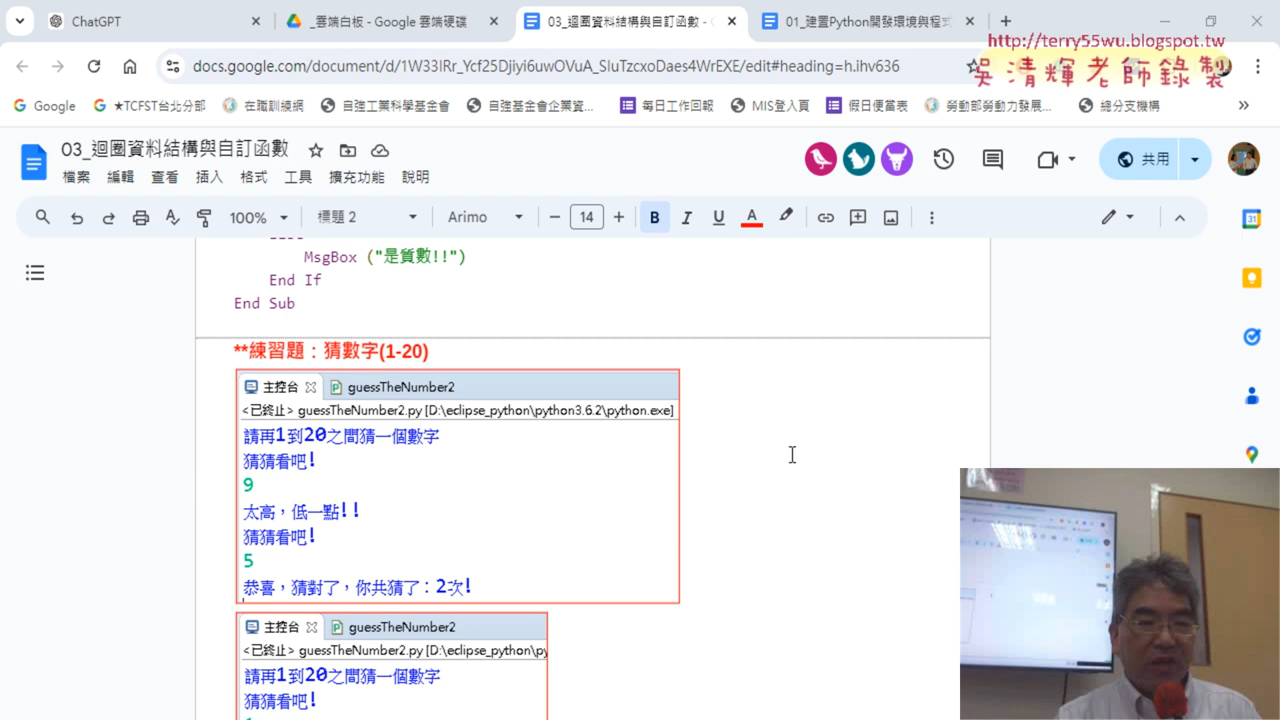 ChatGPT
_雲端白板 - Google 雲端硬碟
03_迴圈資料結構與自訂函數 -
01_建置Python開發環境與程式
http://terry55wu.blogspot.tw
吳清輝老師錄製
docs.google.com/document/d/1W33lRr_Ycf25Djiyi6uwOVuA_SluTzcxoDaes4WrEXE/edit#heading=h.ihv636
Google
★TCFST台北分部
在職訓練網
自強工業科學基金會
自強基金會企業資...
每日工作回報
MIS登入頁
假日便當表
勞動部勞動力發展...
總分支機構
03_迴圈資料結構與自訂函數
檔案 編輯 查看 插入 格式 工具 擴充功能 說明
共用
100% 標題 2 Arimo 14 B I U A
MsgBox ("是質數!!")
End If
End Sub
**練習題：猜數字(1-20)
主控台 guessTheNumber2
<已終止> guessTheNumber2.py [D:\eclipse_python\python3.6.2\python.exe]
請再1到20之間猜一個數字
猜猜看吧!
9
太高，低一點!!
猜猜看吧!
5
恭喜，猜對了，你共猜了：2次!
主控台 guessTheNumber2
<已終止> guessTheNumber2.py [D:\eclipse_python\py
請再1到20之間猜一個數字
猜猜看吧!